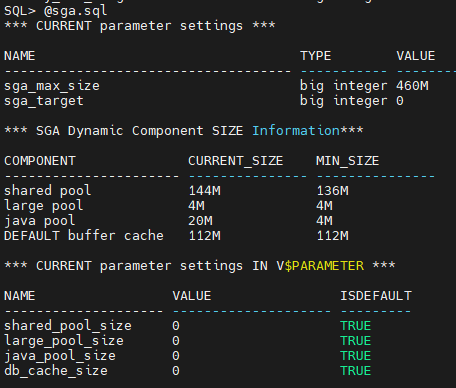 SQL> @sga.sql
*** CURRENT parameter settings ***
NAME TYPE VALUE
------------------------------------ ----------- ---------
sga_max_size big integer 460M
sga_target big integer 0
*** SGA Dynamic Component SIZE Information***
COMPONENT CURRENT_SIZE MIN_SIZE
---------------------- --------------- ---------------
shared pool 144M 136M
large pool 4M 4M
java pool 20M 4M
DEFAULT buffer cache 112M 112M
*** CURRENT parameter settings IN V$PARAMETER ***
NAME VALUE ISDEFAULT
-------------------- -------------------- ---------
shared_pool_size 0 TRUE
large_pool_size 0 TRUE
java_pool_size 0 TRUE
db_cache_size 0 TRUE